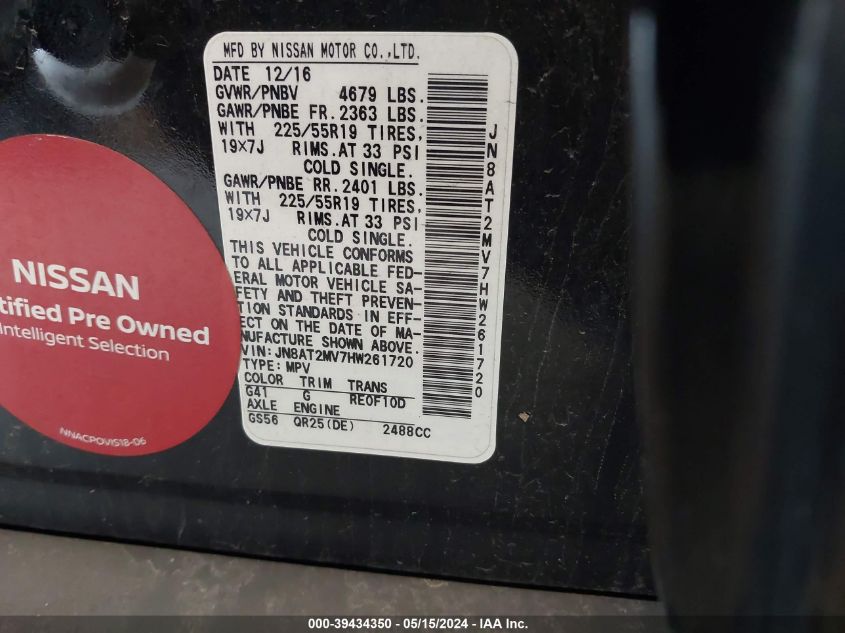 MFD BY NISSAN MOTOR CO.,LTD.
DATE 12/16
GVWR/PNBV 4679 LBS.
GAWR/PNBE FR. 2363 LBS.
WITH 225/55R19 TIRES,
19×7J RIMS.AT 33 PSI
COLD SINGLE.
GAWR/PNBE RR. 2401 LBS.
WITH 225/55R19 TIRES,
19×7J RIMS.AT 33 PSI
COLD SINGLE.
THIS VEHICLE CONFORMS
TO ALL APPLICABLE FED-
ERAL MOTOR VEHICLE SA-
FETY AND THEFT PREVEN-
TION STANDARDS IN EFF-
ECT ON THE DATE OF MA-
NUFACTURE SHOWN ABOVE.
VIN: JN8AT2MV7HW261720
TYPE: MPV
COLOR TRIM TRANS
G41 G RE0F10D
AXLE ENGINE
GS56 QR25(DE) 2488CC
JN8AT2MV7HW261720
NISSAN
tified Pre Owned
Intelligent Selection
NNACPOVIS18-06
000-39434350 - 05/15/2024 - IAA Inc.